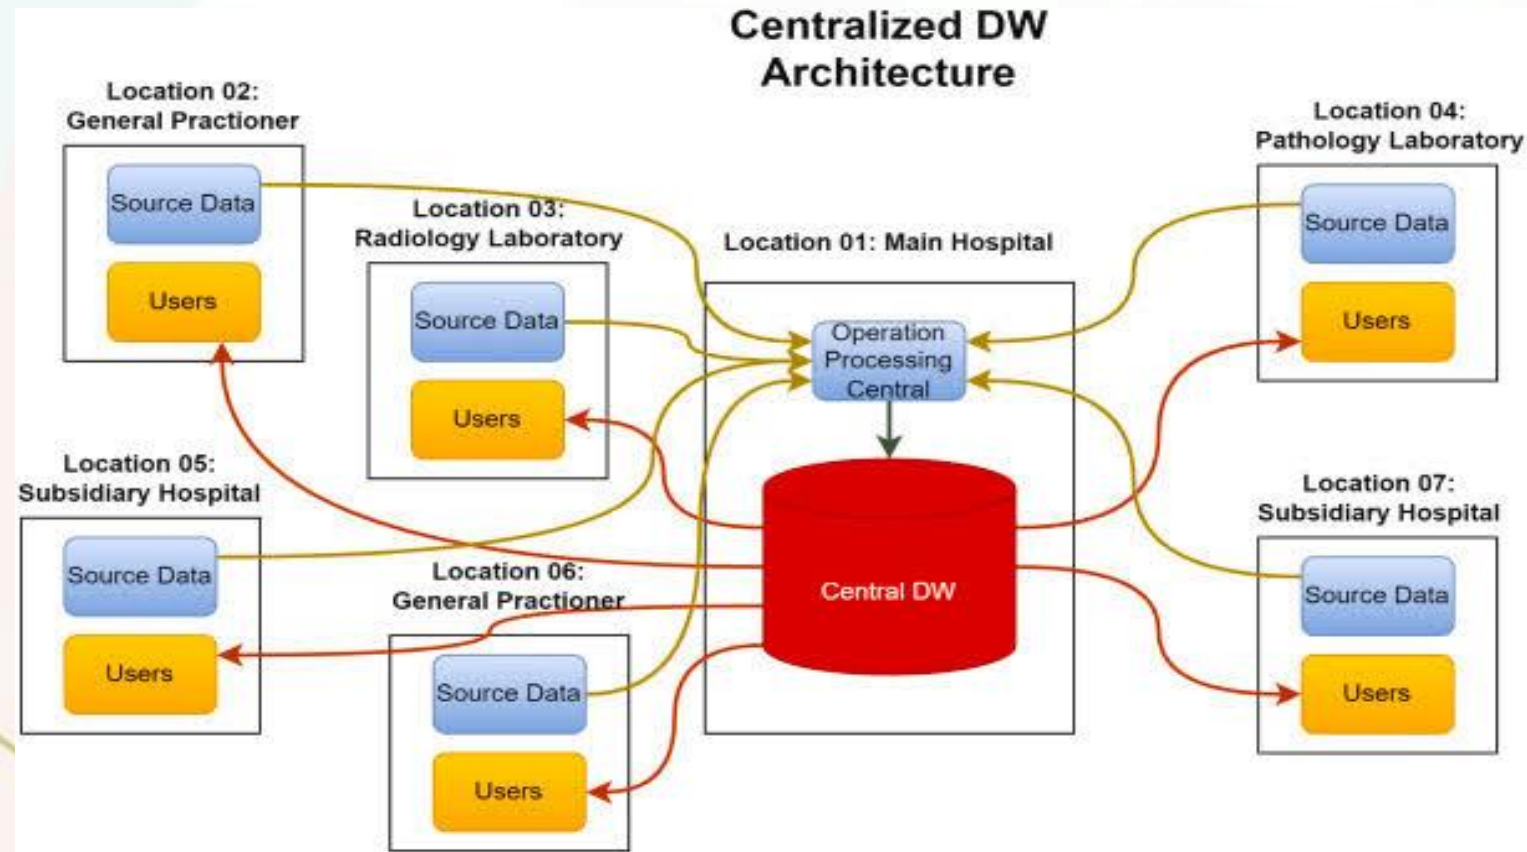 Centralized DW
Architecture
Location 02:
General Practioner
Source Data
Users
Location 03:
Radiology Laboratory
Source Data
Users
Location 01: Main Hospital
Operation
Processing
Central
Central DW
Location 04:
Pathology Laboratory
Source Data
Users
Location 05:
Subsidiary Hospital
Source Data
Users
Location 06:
General Practioner
Source Data
Users
Location 07:
Subsidiary Hospital
Source Data
Users